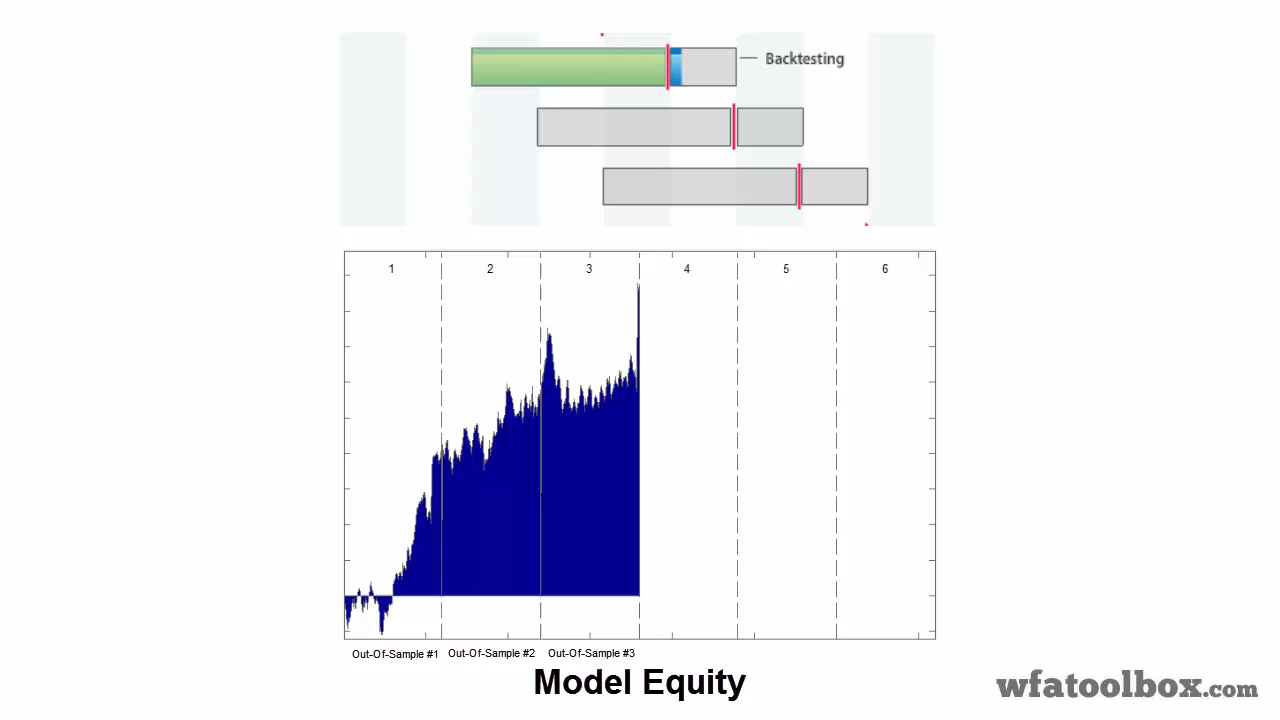 Backtesting
1 2 3 4 5 6
Out-Of-Sample #1 Out-Of-Sample #2 Out-Of-Sample #3
Model Equity
wfatoolbox.com